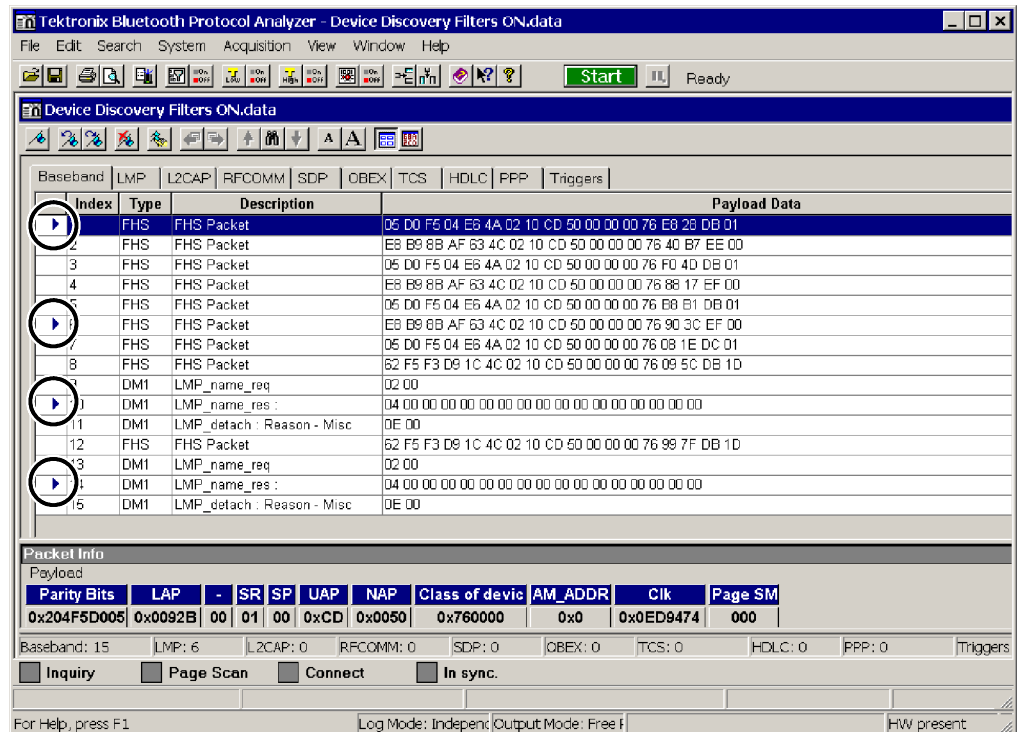 Tektronix Bluetooth Protocol Analyzer - Device Discovery Filters ON.data
File Edit Search System Acquisition View Window Help
On OFF Low On OFF High On OFF On OFF Start Ready
Device Discovery Filters ON.data
A A
Baseband LMP L2CAP RFCOMM SDP OBEX TCS HDLC PPP Triggers
Index Type Description Payload Data
FHS FHS Packet 05 D0 F5 04 E6 4A 02 10 CD 50 00 00 00 76 E8 28 DB 01
2 FHS FHS Packet E8 B9 8B AF 63 4C 02 10 CD 50 00 00 00 76 40 B7 EE 00
3 FHS FHS Packet 05 D0 F5 04 E6 4A 02 10 CD 50 00 00 00 76 F0 4D DB 01
4 FHS FHS Packet E8 B9 8B AF 63 4C 02 10 CD 50 00 00 00 76 88 17 EF 00
5 FHS FHS Packet 05 D0 F5 04 E6 4A 02 10 CD 50 00 00 00 76 B8 B1 DB 01
6 FHS FHS Packet E8 B9 8B AF 63 4C 02 10 CD 50 00 00 00 76 90 3C EF 00
7 FHS FHS Packet 05 D0 F5 04 E6 4A 02 10 CD 50 00 00 00 76 08 1E DC 01
8 FHS FHS Packet 62 F5 F3 D9 1C 4C 02 10 CD 50 00 00 00 76 09 5C DB 1D
9 DM1 LMP_name_req 02 00
10 DM1 LMP_name_res : 04 00 00 00 00 00 00 00 00 00 00 00 00 00 00 00 00
11 DM1 LMP_detach : Reason - Misc 0E 00
12 FHS FHS Packet 62 F5 F3 D9 1C 4C 02 10 CD 50 00 00 00 76 99 7F DB 1D
13 DM1 LMP_name_req 02 00
14 DM1 LMP_name_res : 04 00 00 00 00 00 00 00 00 00 00 00 00 00 00 00 00
15 DM1 LMP_detach : Reason - Misc 0E 00
Packet Info
Payload
Parity Bits LAP - SR SP UAP NAP Class of devic AM_ADDR Clk Page SM
0x204F5D005 0x0092B 00 01 00 0xCD 0x0050 0x760000 0x0 0x0ED9474 000
Baseband: 15 LMP: 6 L2CAP: 0 RFCOMM: 0 SDP: 0 OBEX: 0 TCS: 0 HDLC: 0 PPP: 0 Triggers
Inquiry Page Scan Connect In sync.
For Help, press F1 Log Mode: Independ Output Mode: Free F HW present